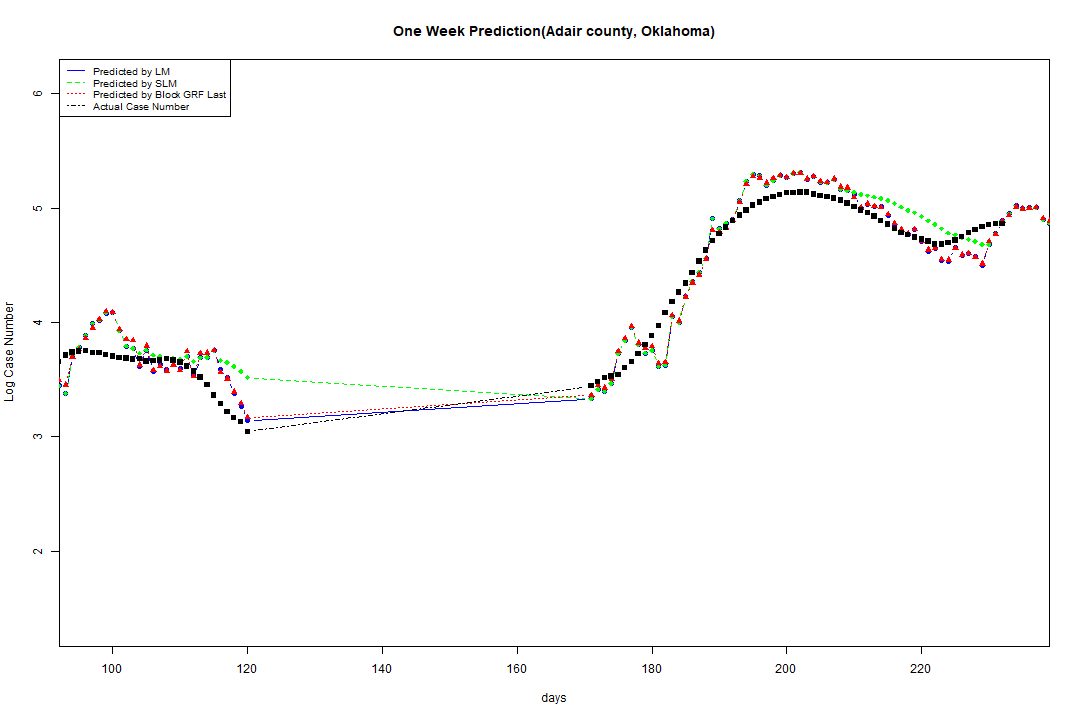 One Week Prediction(Adair county, Oklahoma)
Predicted by LM
Predicted by SLM
Predicted by Block GRF Last
Actual Case Number
6
5
4
3
2
Log Case Number
100 120 140 160 180 200 220
days